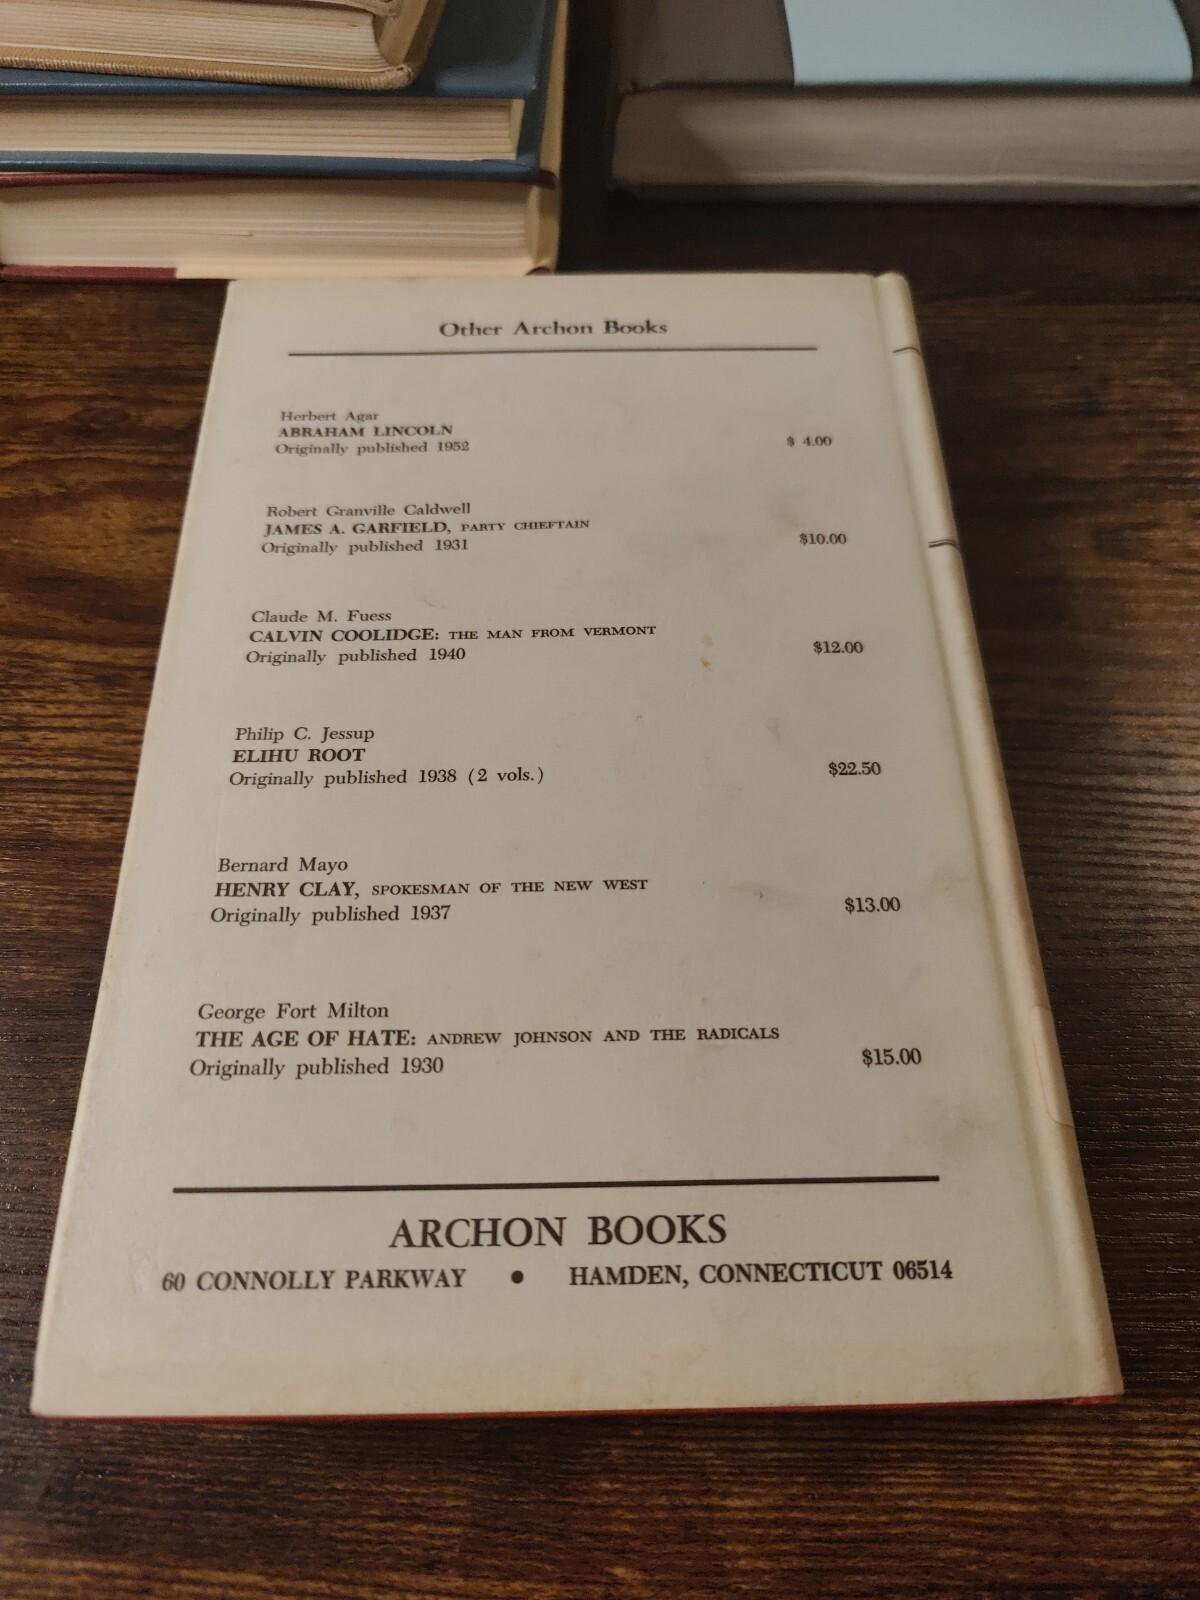 Other Archon Books
Herbert Agar
ABRAHAM LINCOLN
Originally published 1952
$ 4.00
Robert Granville Caldwell
JAMES A. GARFIELD, PARTY CHIEFTAIN
Originally published 1931
$10.00
Claude M. Fuess
CALVIN COOLIDGE: THE MAN FROM VERMONT
Originally published 1940
$12.00
Philip C. Jessup
ELIHU ROOT
Originally published 1938 (2 vols.)
$22.50
Bernard Mayo
HENRY CLAY, SPOKESMAN OF THE NEW WEST
Originally published 1937
$13.00
George Fort Milton
THE AGE OF HATE: ANDREW JOHNSON AND THE RADICALS
Originally published 1930
$15.00
ARCHON BOOKS
60 CONNOLLY PARKWAY • HAMDEN, CONNECTICUT 06514